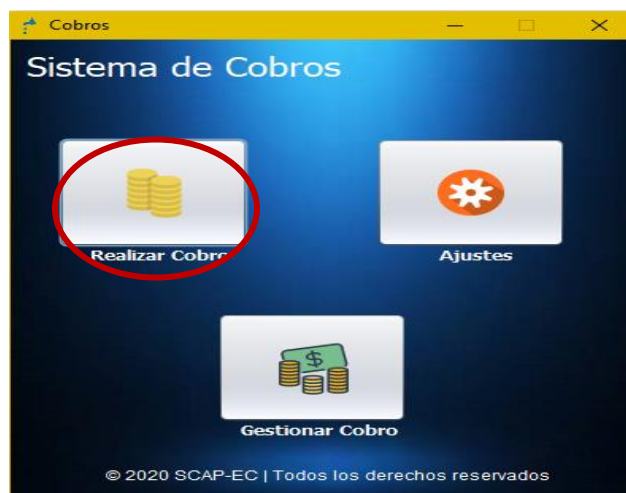 Cobros
Sistema de Cobros
Realizar Cobro
Ajustes
$
Gestionar Cobro
© 2020 SCAP-EC | Todos los derechos reservados